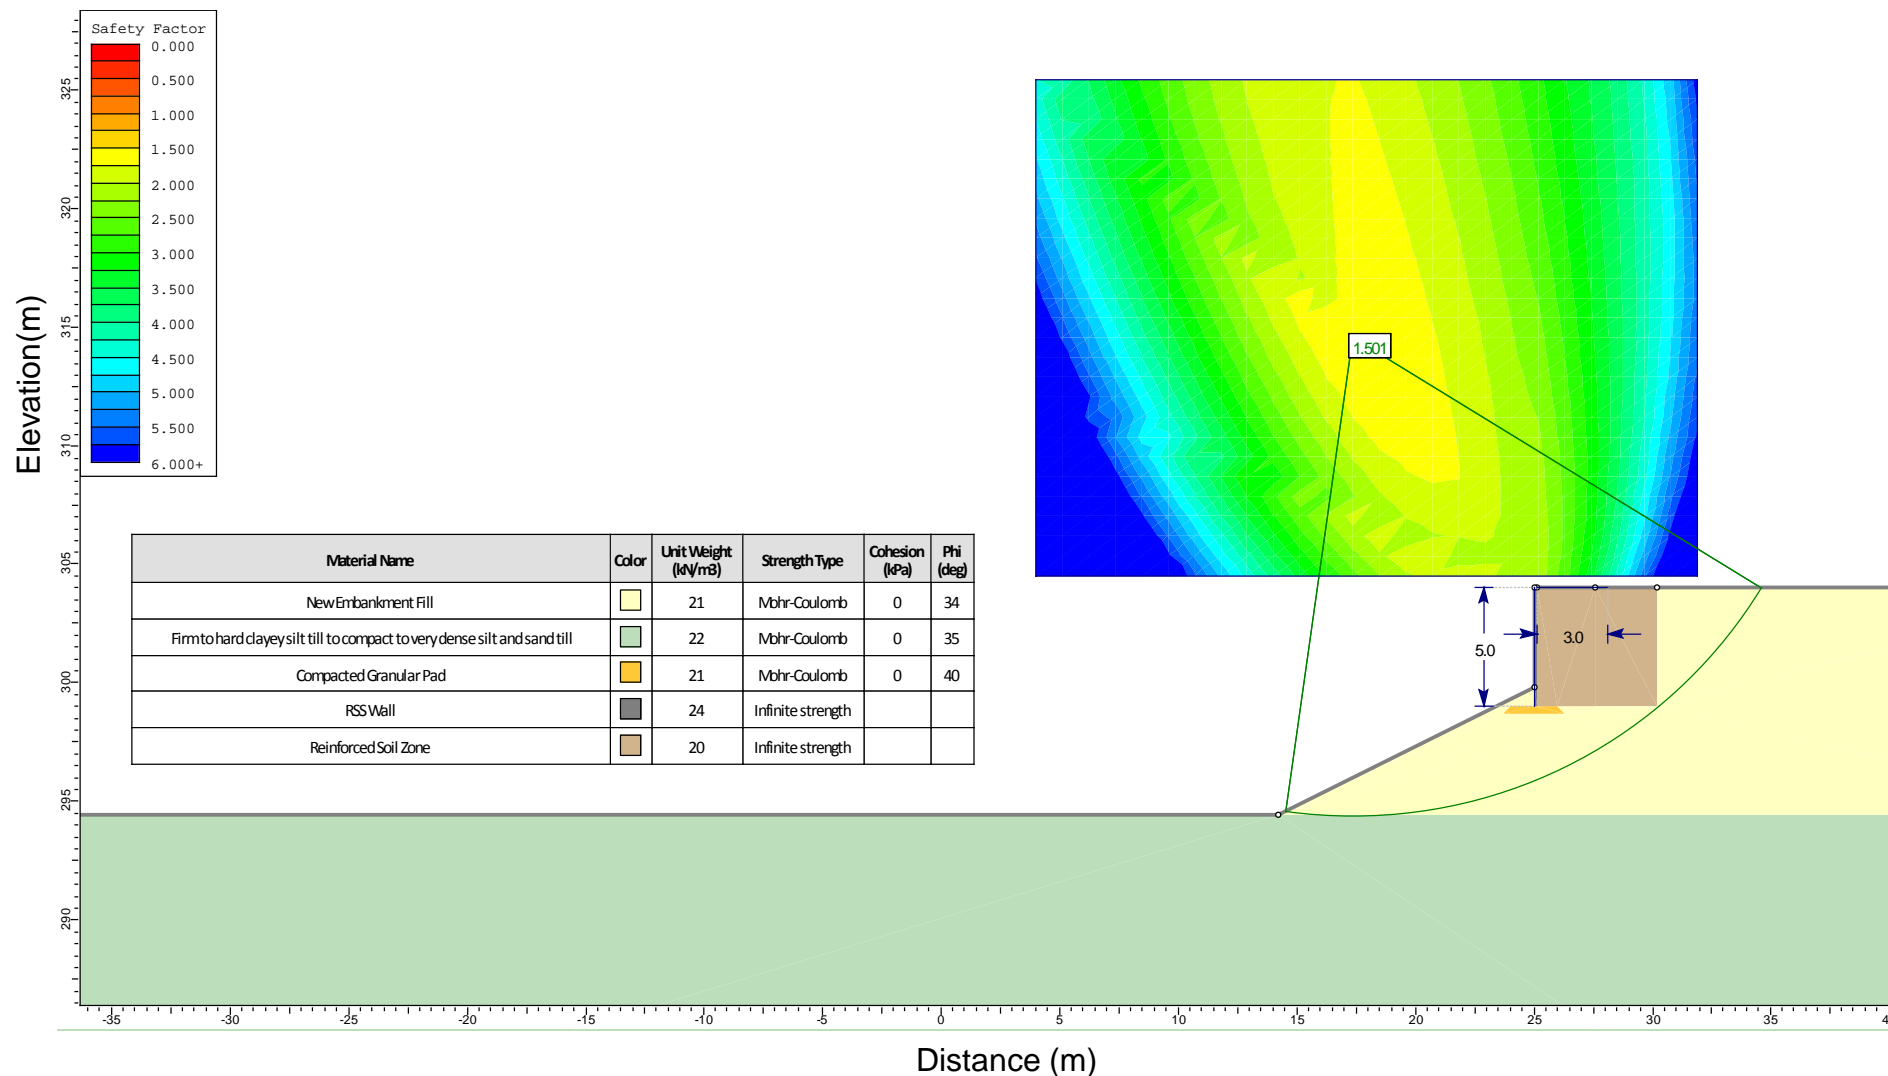 Safety Factor
0.000
0.500
1.000
1.500
2.000
2.500
3.000
3.500
4.000
4.500
5.000
5.500
6.000+
Elevation(m)
325
320
315
310
305
300
295
290
1.501
Material Name Color Unit Weight (kN/m3) Strength Type Cohesion (kPa) Phi (deg)
New Embankment Fill 21 Mohr-Coulomb 0 34
Firm to hard clayey silt till to compact to very dense silt and sand till 22 Mohr-Coulomb 0 35
Compacted Granular Pad 21 Mohr-Coulomb 0 40
RSS Wall 24 Infinite strength
Reinforced Soil Zone 20 Infinite strength
5.0
3.0
-35 -30 -25 -20 -15 -10 -5 0 5 10 15 20 25 30 35 4
Distance (m)